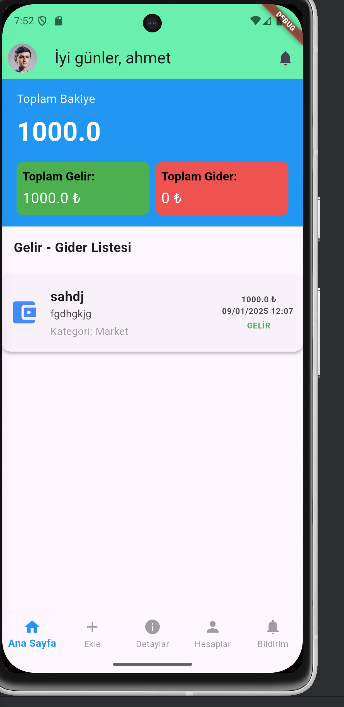 7:52
DEBUG
İyi günler, ahmet
Toplam Bakiye
1000.0
Toplam Gelir:
1000.0 ₺
Toplam Gider:
0 ₺
Gelir - Gider Listesi
sahdj
fgdhgkjg
Kategori: Market
1000.0 ₺
09/01/2025 12:07
GELİR
Ana Sayfa
Ekle
Detaylar
Hesaplar
Bildirim